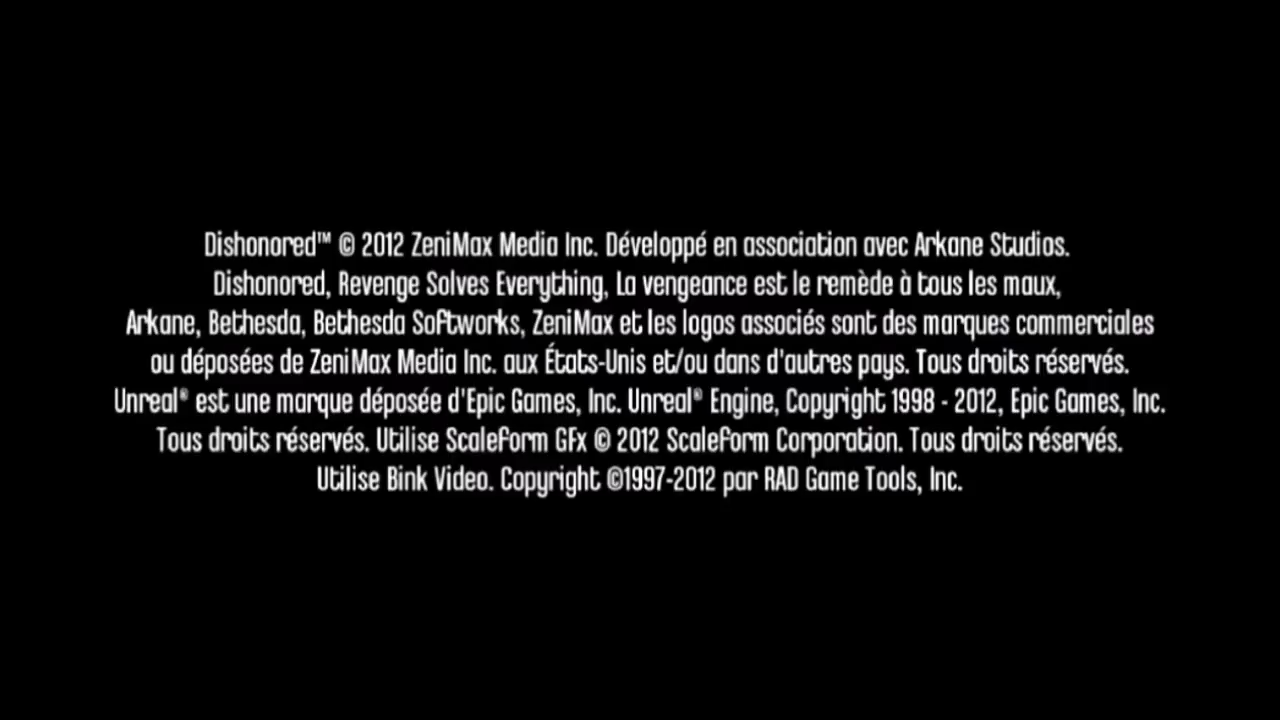 Dishonored™ © 2012 ZeniMax Media Inc. Développé en association avec Arkane Studios.
Dishonored, Revenge Solves Everything, La vengeance est le remède à tous les maux,
Arkane, Bethesda, Bethesda Softworks, ZeniMax et les logos associés sont des marques commerciales
ou déposées de ZeniMax Media Inc. aux États-Unis et/ou dans d'autres pays. Tous droits réservés.
Unreal® est une marque déposée d'Epic Games, Inc. Unreal® Engine, Copyright 1998 - 2012, Epic Games, Inc.
Tous droits réservés. Utilise Scaleform GFx © 2012 Scaleform Corporation. Tous droits réservés.
Utilise Bink Video. Copyright ©1997-2012 par RAD Game Tools, Inc.